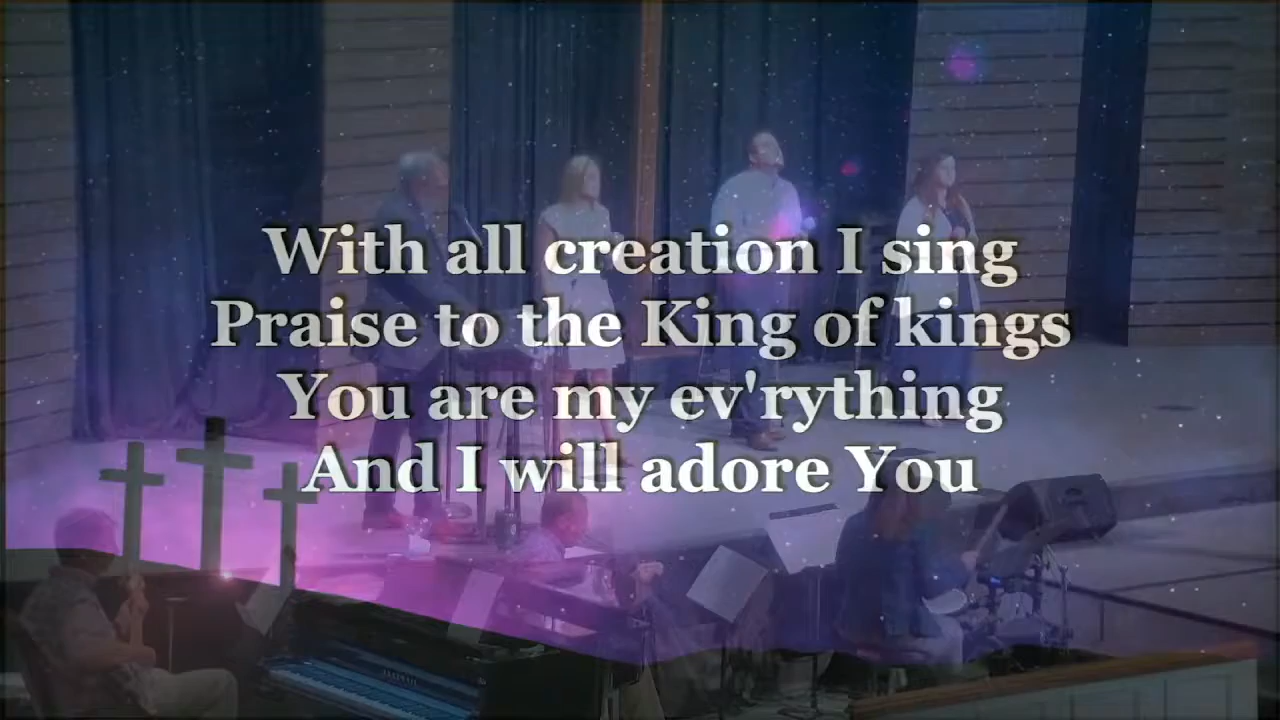 With all creation I sing
Praise to the King of kings
You are my ev'rything
And I will adore You